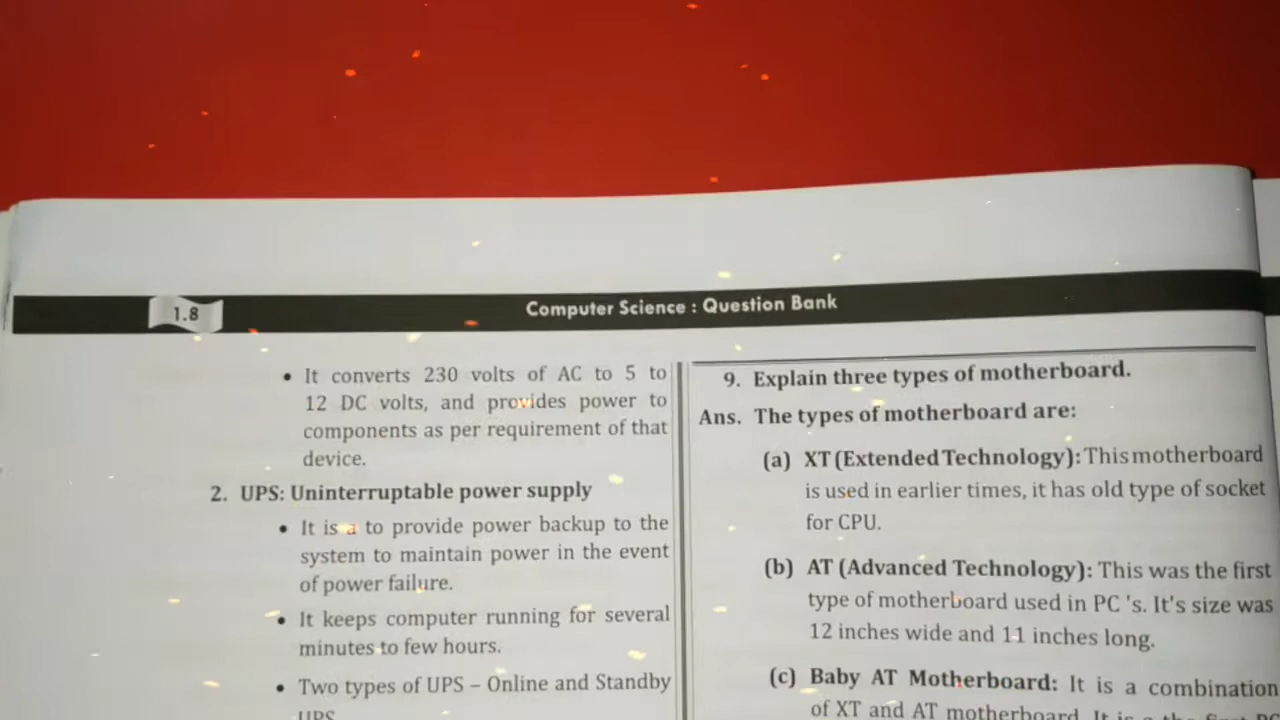 1.8
Computer Science : Question Bank
• It converts 230 volts of AC to 5 to
12 DC volts, and provides power to
components as per requirement of that
device.
2. UPS: Uninterruptable power supply
• It is a to provide power backup to the
system to maintain power in the event
of power failure.
• It keeps computer running for several
minutes to few hours.
• Two types of UPS – Online and Standby
UPS
9. Explain three types of motherboard.
Ans. The types of motherboard are:
(a) XT (Extended Technology): This motherboard
is used in earlier times, it has old type of socket
for CPU.
(b) AT (Advanced Technology): This was the first
type of motherboard used in PC 's. It's size was
12 inches wide and 11 inches long.
(c) Baby AT Motherboard: It is a combination
of XT and AT motherboard. It is a the first PC